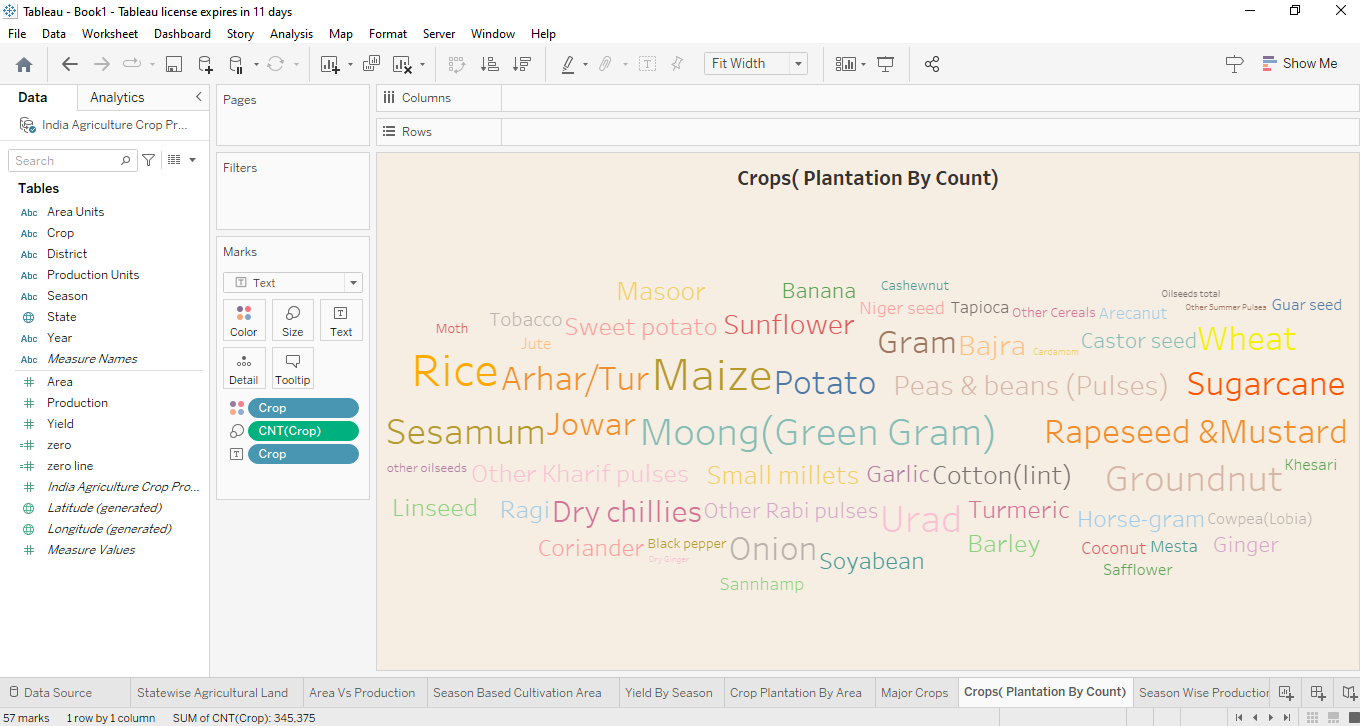 Tableau - Book1 - Tableau license expires in 11 days
File Data Worksheet Dashboard Story Analysis Map Format Server Window Help
Fit Width
Show Me
Data Analytics
India Agriculture Crop Pr...
Search
Tables
Abc Area Units
Abc Crop
Abc District
Abc Production Units
Abc Season
State
Abc Year
Abc Measure Names
Area
Production
Yield
zero
zero line
India Agriculture Crop Pro...
Latitude (generated)
Longitude (generated)
Measure Values
Pages
Filters
Marks
Text
Color Size Text
Detail Tooltip
Crop
CNT(Crop)
Crop
Columns
Rows
Crops( Plantation By Count)
Masoor Banana Cashewnut Oilseeds total
Moth Tobacco Sweet potato Sunflower Niger seed Tapioca Other Cereals Arecanut Other Summer Pulses Guar seed
Jute Gram Bajra Cardamom Castor seed Wheat
Rice Arhar/Tur Maize Potato Peas & beans (Pulses) Sugarcane
Sesamum Jowar Moong(Green Gram) Rapeseed &Mustard
other oilseeds Other Kharif pulses Small millets Garlic Cotton(lint) Groundnut Khesari
Linseed Ragi Dry chillies Other Rabi pulses Urad Turmeric Horse-gram Cowpea(Lobia)
Coriander Black pepper Onion Soyabean Barley Coconut Mesta Ginger
Dry Ginger Safflower
Sannhamp
Data Source Statewise Agricultural Land Area Vs Production Season Based Cultivation Area Yield By Season Crop Plantation By Area Major Crops Crops( Plantation By Count) Season Wise Production
57 marks 1 row by 1 column SUM of CNT(Crop): 345,375